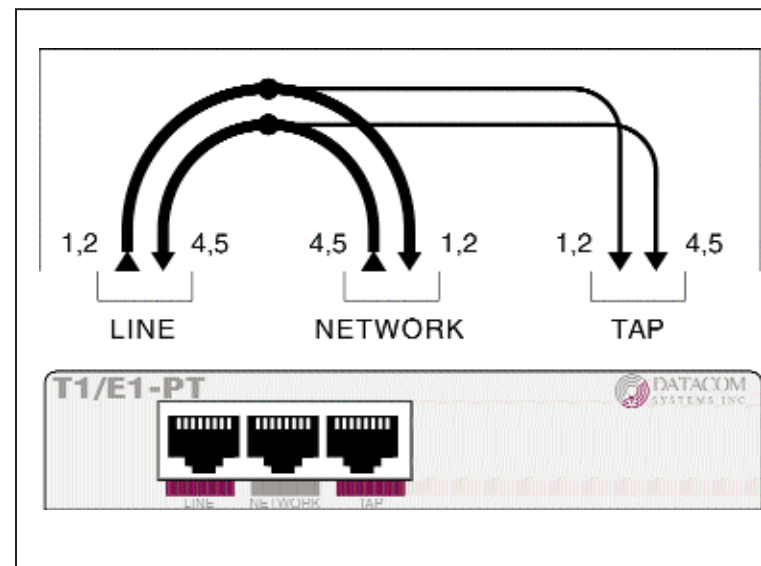 1,2 4,5 4,5 1,2 1,2 4,5
LINE NETWORK TAP
T1/E1-PT
DATACOM
SYSTEMS INC
LINE NETWORK TAP